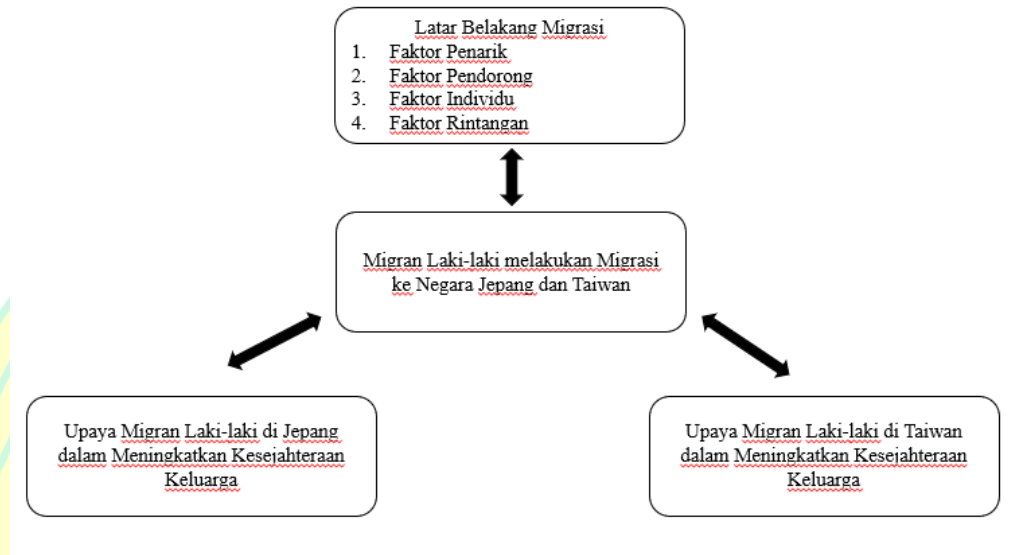 Latar Belakang Migrasi
1. Faktor Penarik
2. Faktor Pendorong
3. Faktor Individu
4. Faktor Rintangan
Migran Laki-laki melakukan Migrasi
ke Negara Jepang dan Taiwan
Upaya Migran Laki-laki di Jepang
dalam Meningkatkan Kesejahteraan
Keluarga
Upaya Migran Laki-laki di Taiwan
dalam Meningkatkan Kesejahteraan
Keluarga